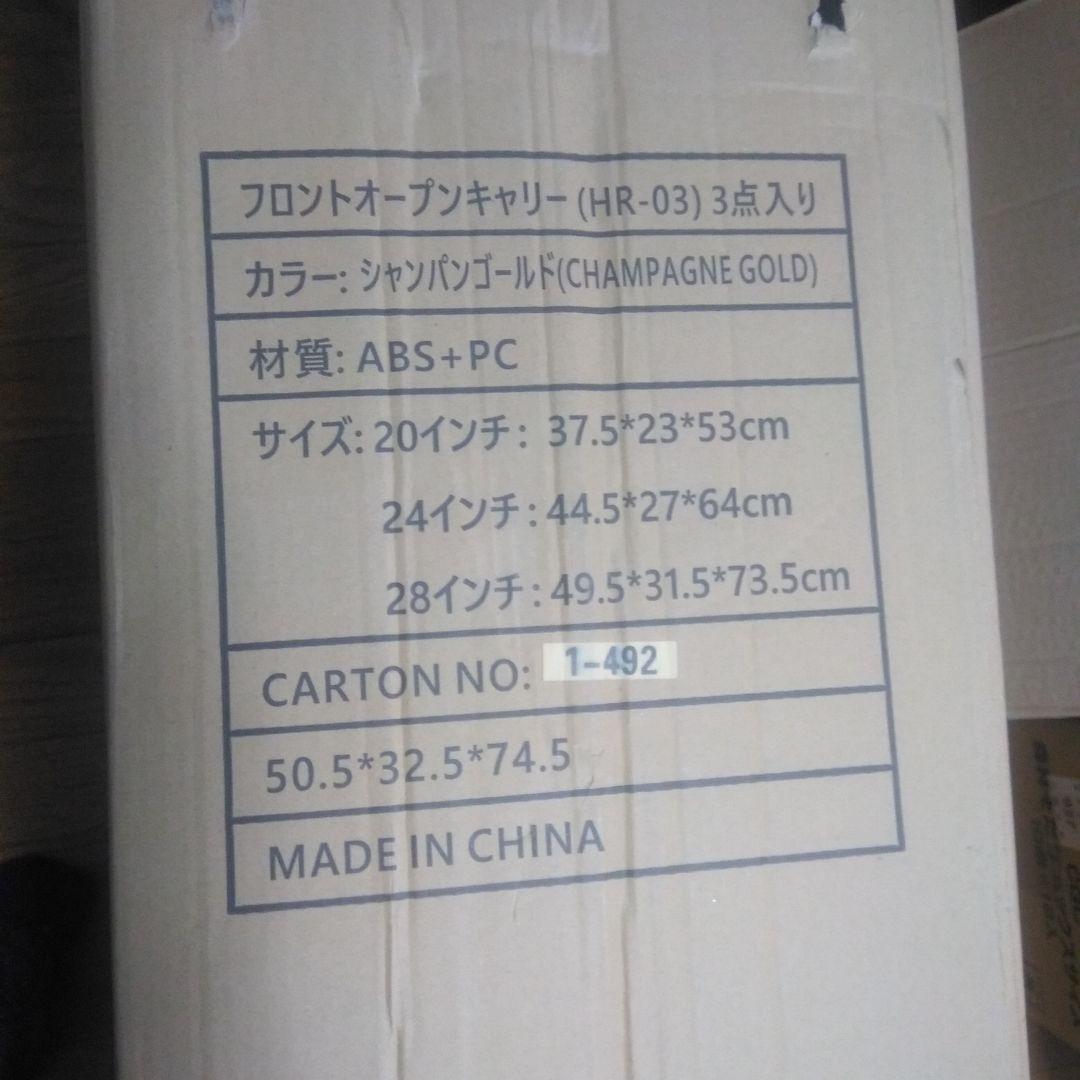 フロントオープンキャリー (HR-03) 3点入り
カラー: シャンパンゴールド(CHAMPAGNE GOLD)
材質: ABS+PC
サイズ: 20インチ: 37.5*23*53cm
24インチ: 44.5*27*64cm
28インチ: 49.5*31.5*73.5cm
CARTON NO: 1-492
50.5*32.5*74.5
MADE IN CHINA